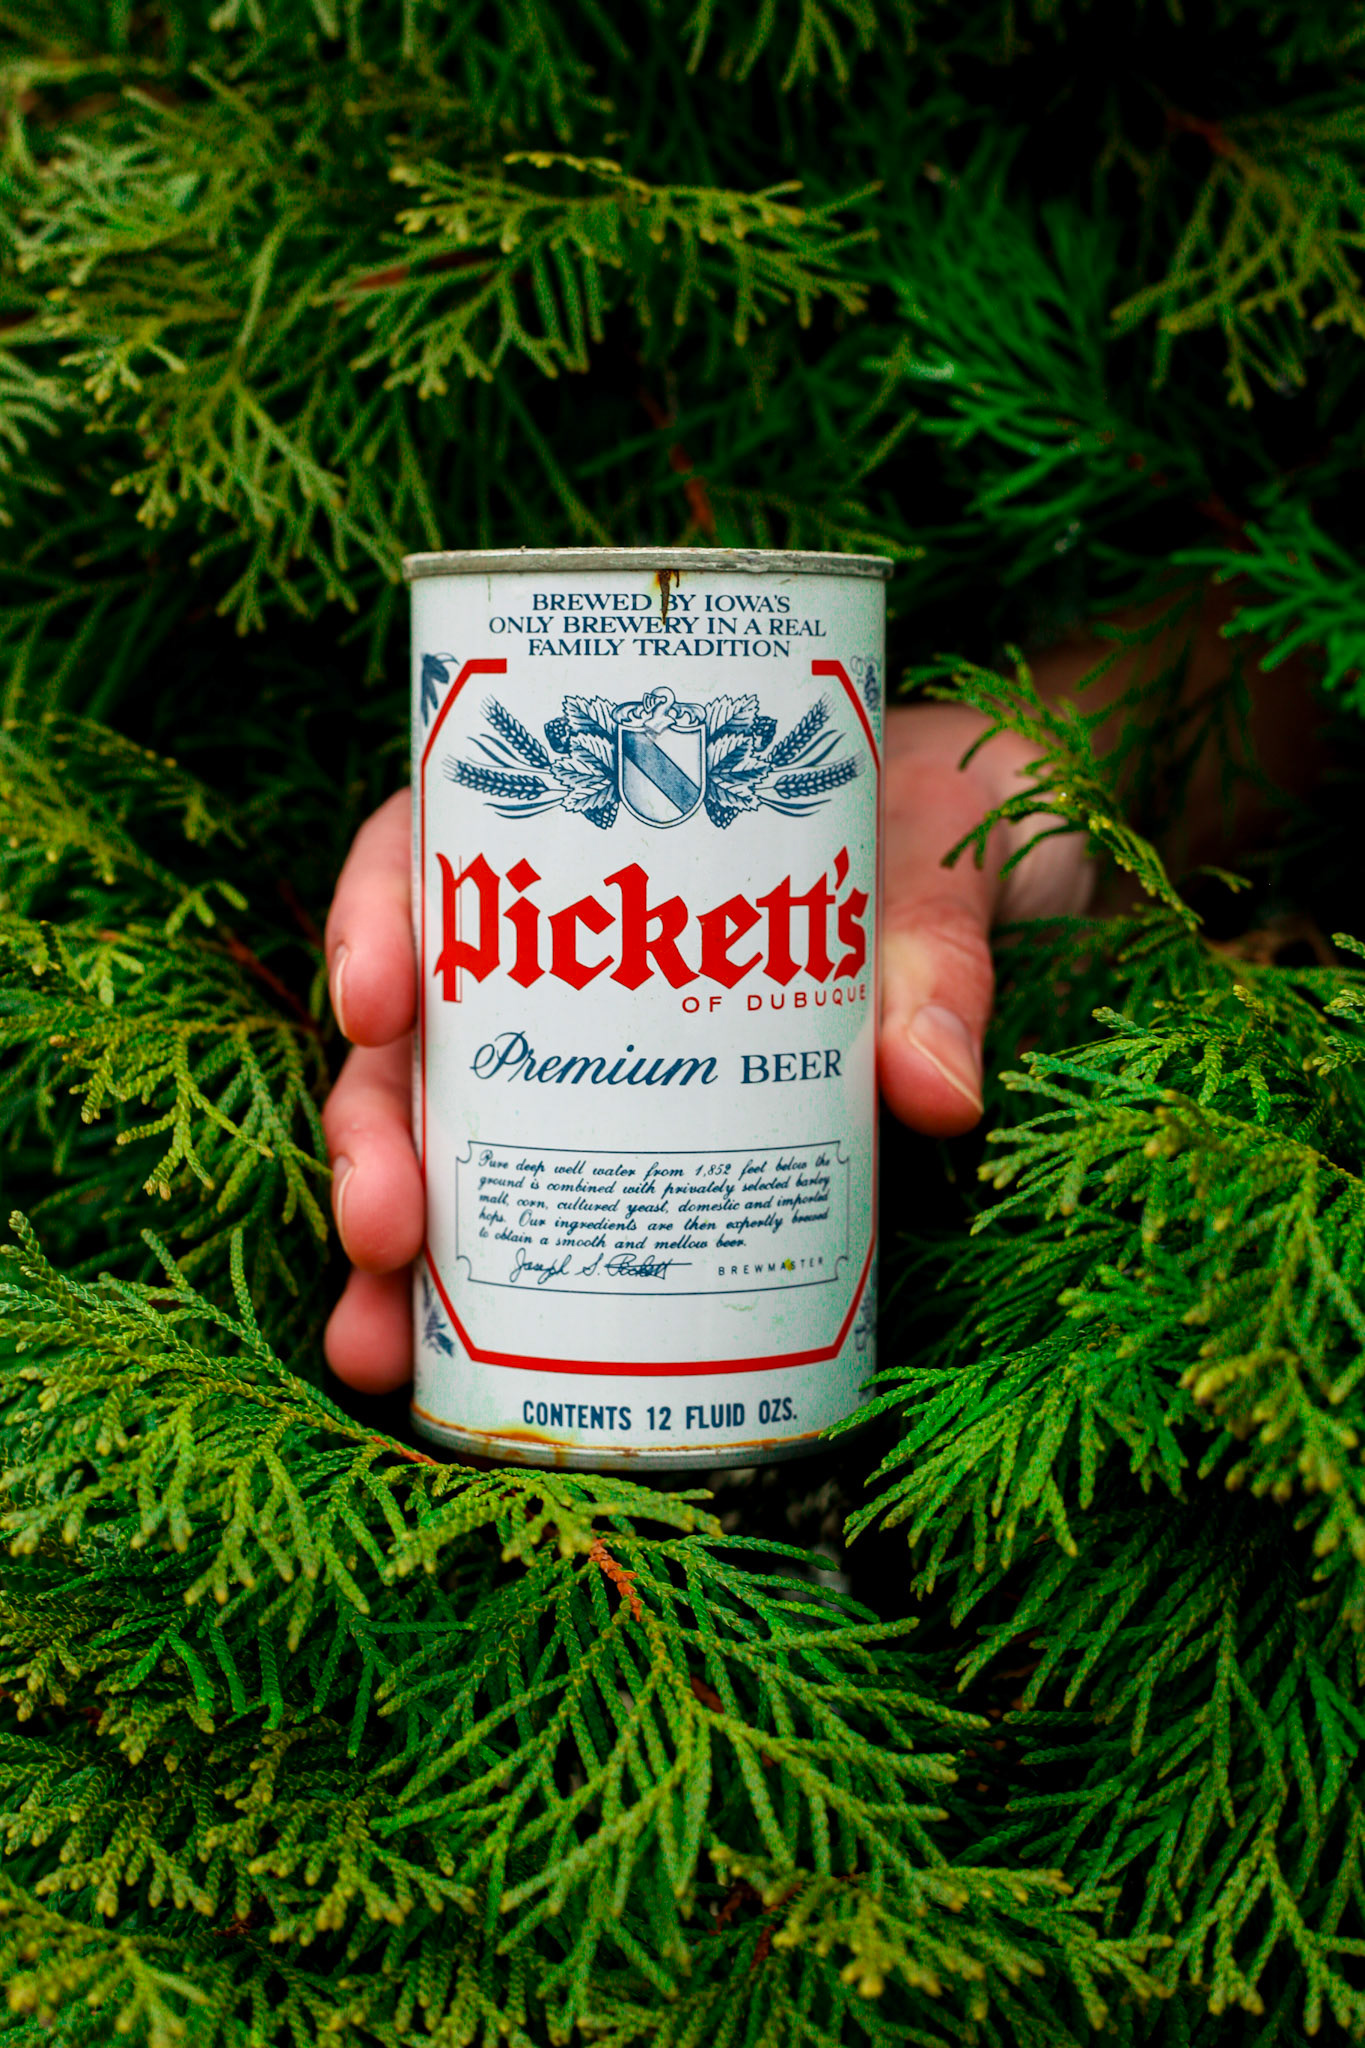 BREWED BY IOWA'S
ONLY BREWERY IN A REAL
FAMILY TRADITION
Pickett's
OF DUBUQUE
Premium BEER
Pure deep well water from 1,852 feet below the
ground is combined with privately selected barley
malt, corn, cultured yeast, domestic and imported
hops. Our ingredients are then expertly brewed
to obtain a smooth and mellow beer.
Joseph S. Pickett BREWMASTER
CONTENTS 12 FLUID OZS.